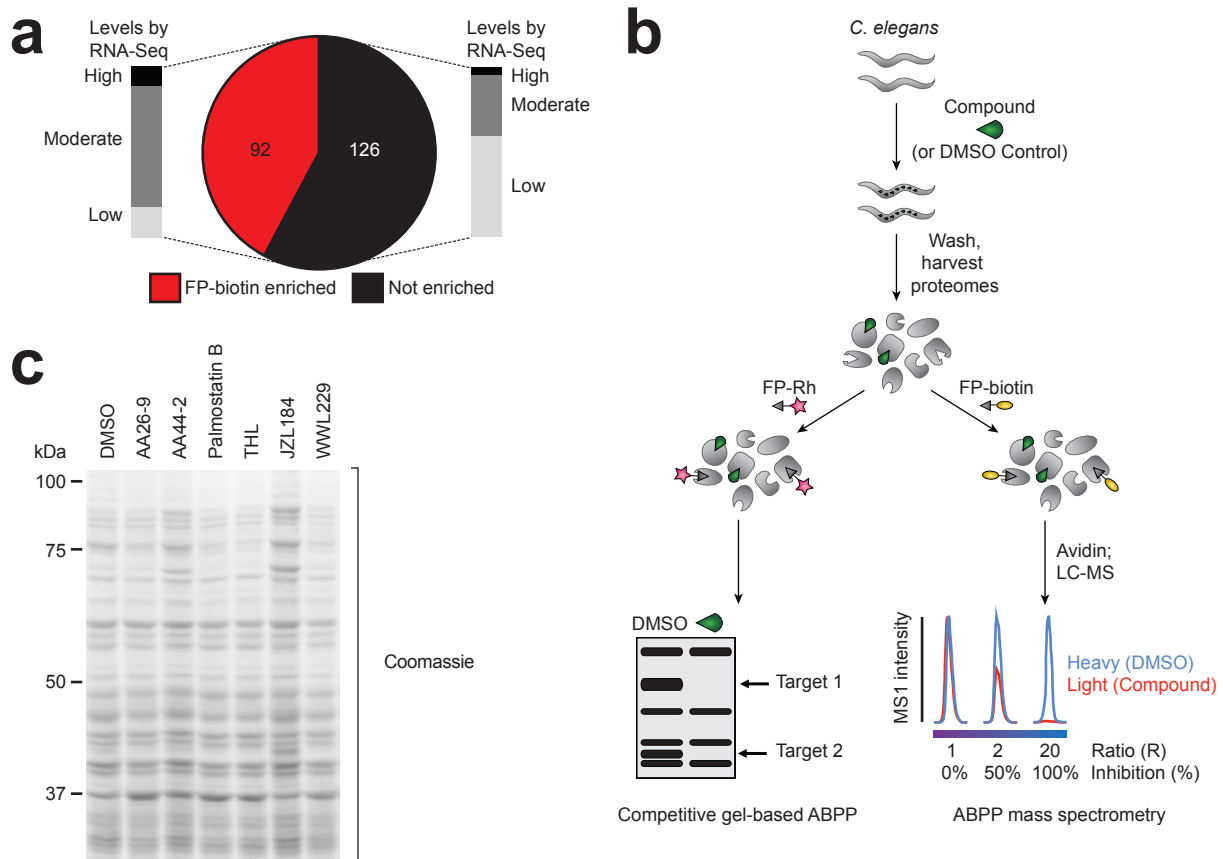 a
Levels by
RNA-Seq
High
Moderate
Low
92
126
Levels by
RNA-Seq
High
Moderate
Low
FP-biotin enriched
Not enriched
b
C. elegans
Compound
(or DMSO Control)
Wash,
harvest
proteomes
FP-Rh
FP-biotin
Avidin;
LC-MS
DMSO
Target 1
Target 2
Competitive gel-based ABPP
MS1 intensity
Heavy (DMSO)
Light (Compound)
1 2 20 Ratio (R)
0% 50% 100% Inhibition (%)
ABPP mass spectrometry
c
kDa
DMSO
AA26-9
AA44-2
Palmostatin B
THL
JZL184
WWL229
100
75
50
37
Coomassie